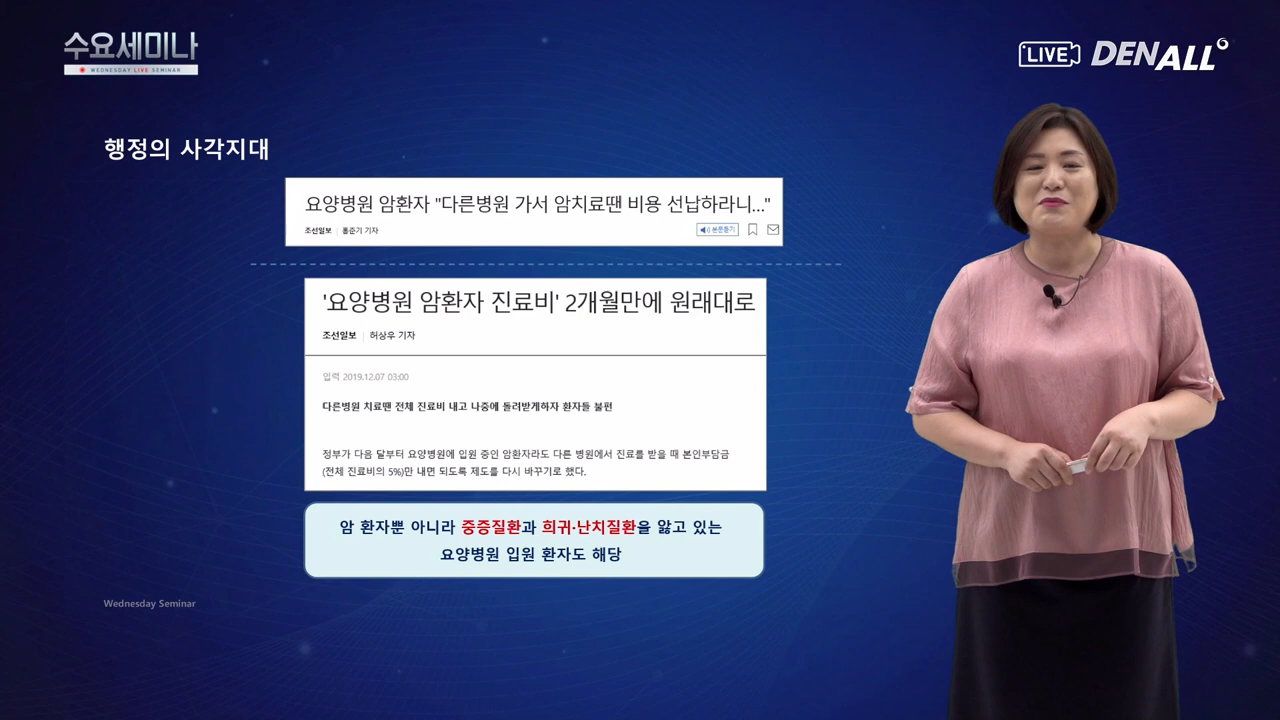 수요세미나
WEDNESDAY LIVE SEMINAR
LIVE DENALL
행정의 사각지대
요양병원 암환자 "다른병원 가서 암치료땐 비용 선납하라니..."
조선일보 | 홍준기 기자 본문듣기
'요양병원 암환자 진료비' 2개월만에 원래대로
조선일보 | 허상우 기자
입력 2019.12.07 03:00
다른병원 치료땐 전체 진료비 내고 나중에 돌려받게하자 환자들 불편
정부가 다음 달부터 요양병원에 입원 중인 암환자라도 다른 병원에서 진료를 받을 때 본인부담금
(전체 진료비의 5%)만 내면 되도록 제도를 다시 바꾸기로 했다.
암 환자뿐 아니라 중증질환과 희귀·난치질환을 앓고 있는
요양병원 입원 환자도 해당
Wednesday Seminar